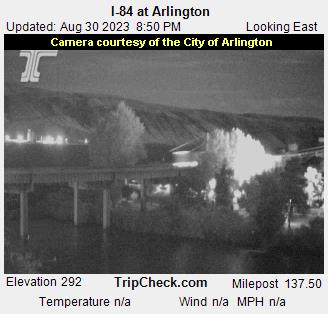 I-84 at Arlington
Updated: Aug 30 2023 8:50 PM Looking East
Camera courtesy of the City of Arlington
Elevation 292 TripCheck.com Milepost 137.50
Temperature n/a Wind n/a MPH n/a